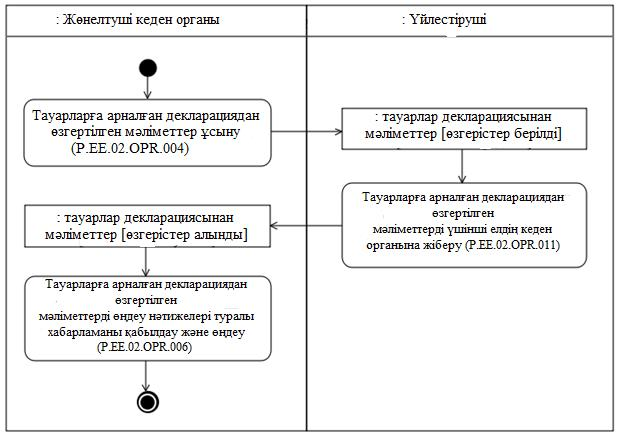 : Жөнелтуші кеден органы
: Үйлестіруші
Тауарларға арналған декларациядан
өзгертілген мәліметтер ұсыну
(P.EE.02.OPR.004)
: тауарлар декларациясынан
мәліметтер [өзгерістер берілді]
Тауарларға арналған декларациядан
өзгертілген
мәліметтерді үшінші елдің кеден
органына жіберу (P.EE.02.OPR.011)
: тауарлар декларациясынан
мәліметтер [өзгерістер алынды]
Тауарларға арналған декларациядан
өзгертілген
мәліметтерді өңдеу нәтижелері туралы
хабарламаны қабылдау және өңдеу
(P.EE.02.OPR.006)